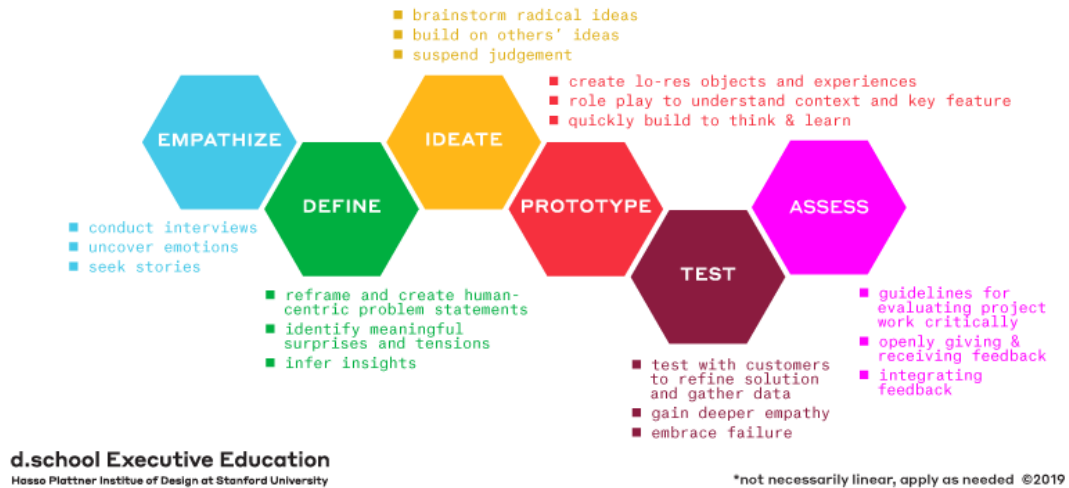 brainstorm radical ideas
build on others' ideas
suspend judgement
EMPATHIZE
conduct interviews
uncover emotions
seek stories
DEFINE
reframe and create human-
centric problem statements
identify meaningful
surprises and tensions
infer insights
IDEATE
create lo-res objects and experiences
role play to understand context and key feature
quickly build to think & learn
PROTOTYPE
TEST
test with customers
to refine solution
and gather data
gain deeper empathy
embrace failure
ASSESS
guidelines for
evaluating project
work critically
openly giving &
receiving feedback
integrating
feedback
d.school Executive Education
Hasso Plattner Institue of Design at Stanford University
*not necessarily linear, apply as needed ©2019